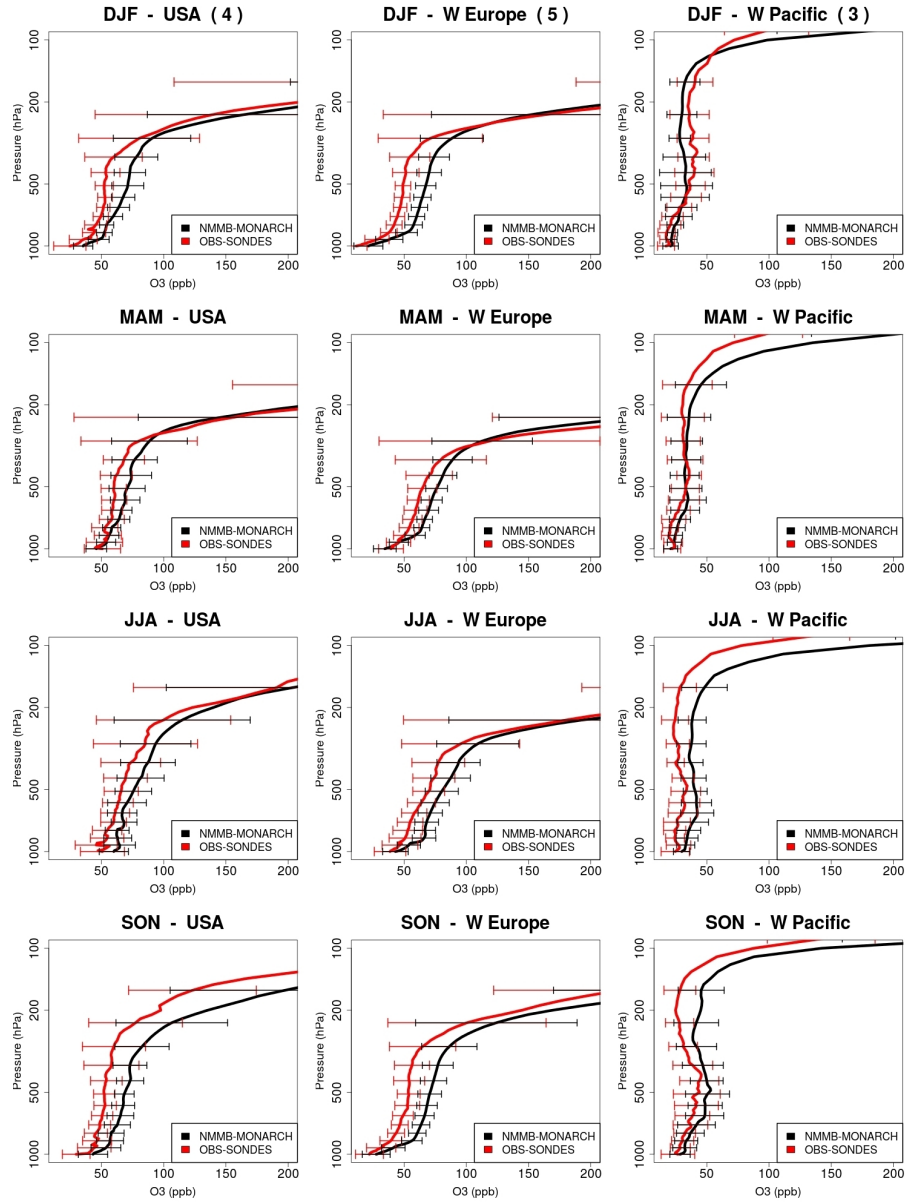 DJF - USA ( 4 )
DJF - W Europe ( 5 )
DJF - W Pacific ( 3 )
Pressure (hPa)
100
200
500
1000
NMMB-MONARCH
OBS-SONDES
50 100 150 200
O3 (ppb)
Pressure (hPa)
100
200
500
1000
NMMB-MONARCH
OBS-SONDES
50 100 150 200
O3 (ppb)
Pressure (hPa)
100
200
500
1000
NMMB-MONARCH
OBS-SONDES
50 100 150 200
O3 (ppb)
MAM - USA
MAM - W Europe
MAM - W Pacific
Pressure (hPa)
100
200
500
1000
NMMB-MONARCH
OBS-SONDES
50 100 150 200
O3 (ppb)
Pressure (hPa)
100
200
500
1000
NMMB-MONARCH
OBS-SONDES
50 100 150 200
O3 (ppb)
Pressure (hPa)
100
200
500
1000
NMMB-MONARCH
OBS-SONDES
50 100 150 200
O3 (ppb)
JJA - USA
JJA - W Europe
JJA - W Pacific
Pressure (hPa)
100
200
500
1000
NMMB-MONARCH
OBS-SONDES
50 100 150 200
O3 (ppb)
Pressure (hPa)
100
200
500
1000
NMMB-MONARCH
OBS-SONDES
50 100 150 200
O3 (ppb)
Pressure (hPa)
100
200
500
1000
NMMB-MONARCH
OBS-SONDES
50 100 150 200
O3 (ppb)
SON - USA
SON - W Europe
SON - W Pacific
Pressure (hPa)
100
200
500
1000
NMMB-MONARCH
OBS-SONDES
50 100 150 200
O3 (ppb)
Pressure (hPa)
100
200
500
1000
NMMB-MONARCH
OBS-SONDES
50 100 150 200
O3 (ppb)
Pressure (hPa)
100
200
500
1000
NMMB-MONARCH
OBS-SONDES
50 100 150 200
O3 (ppb)